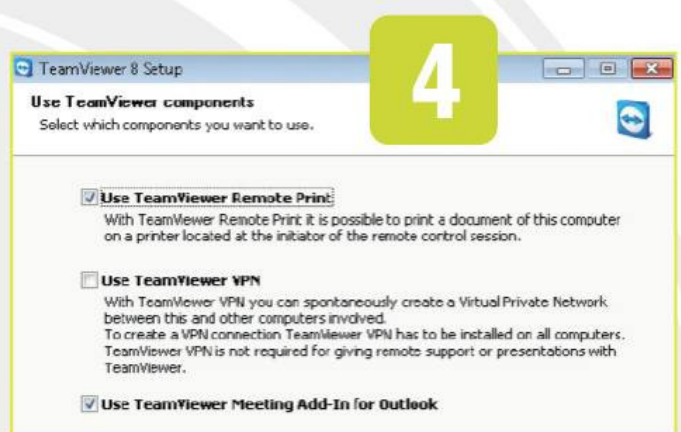 4
TeamViewer 8 Setup
Use TeamViewer components
Select which components you want to use.
Use TeamViewer Remote Print
With TeamViewer Remote Print it is possible to print a document of this computer
on a printer located at the initiator of the remote control session.
Use TeamViewer VPN
With TeamViewer VPN you can spontaneously create a Virtual Private Network
between this and other computers involved.
To create a VPN connection TeamViewer VPN has to be installed on all computers.
TeamViewer VPN is not required for giving remote support or presentations with
TeamViewer.
Use TeamViewer Meeting Add-In for Outlook